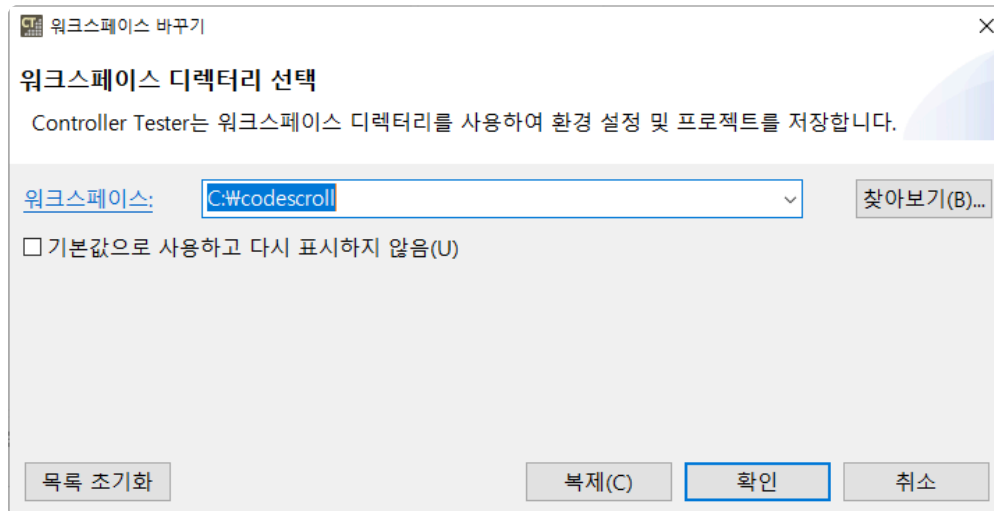 CT
워크스페이스 바꾸기
워크스페이스 디렉터리 선택
Controller Tester는 워크스페이스 디렉터리를 사용하여 환경 설정 및 프로젝트를 저장합니다.
워크스페이스: C:₩codescroll 찾아보기(B)...
기본값으로 사용하고 다시 표시하지 않음(U)
목록 초기화 복제(C) 확인 취소